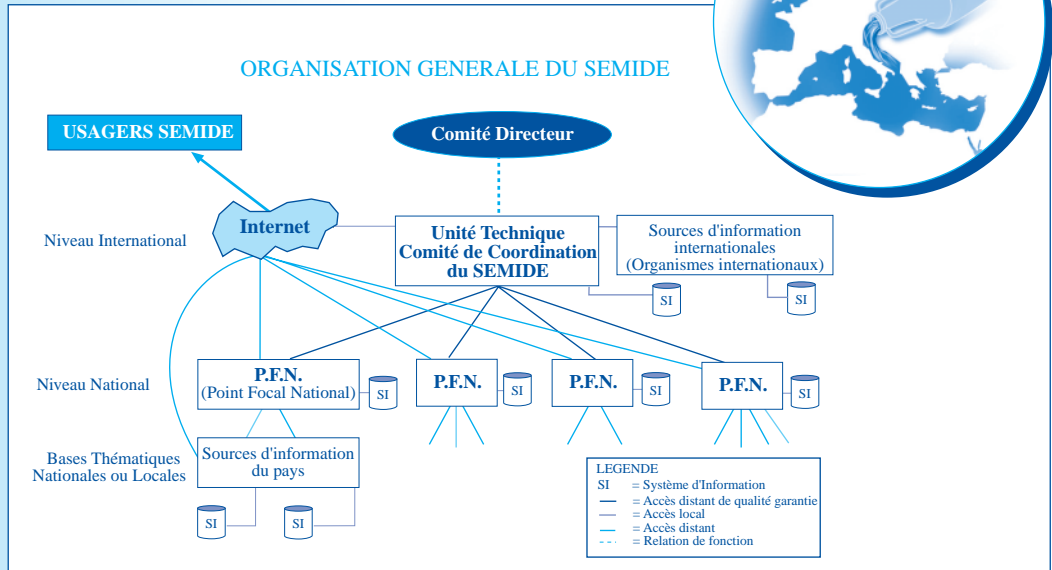 ORGANISATION GENERALE DU SEMIDE
USAGERS SEMIDE
Comité Directeur
Niveau International
Internet
Unité Technique
Comité de Coordination
du SEMIDE
Sources d'information
internationales
(Organismes internationaux)
SI
SI
Niveau National
P.F.N.
(Point Focal National)
SI
P.F.N.
SI
P.F.N.
SI
P.F.N.
SI
Bases Thématiques
Nationales ou Locales
Sources d'information
du pays
SI
SI
LEGENDE
SI = Système d'Information
= Accès distant de qualité garantie
= Accès local
= Accès distant
= Relation de fonction